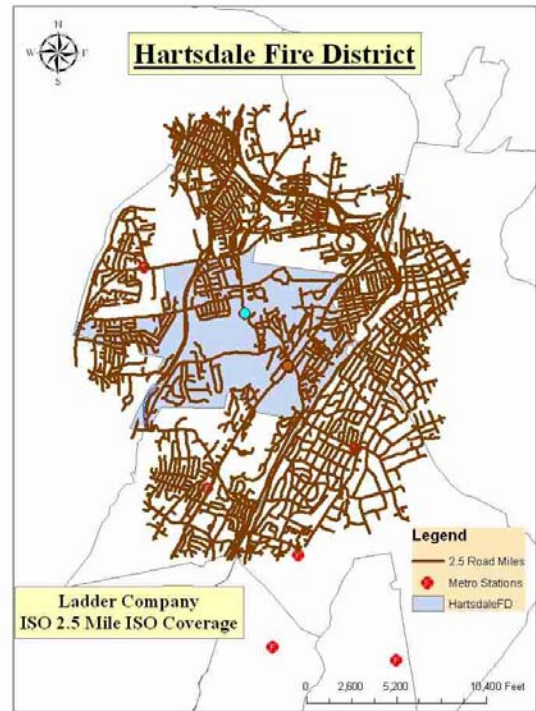 Hartsdale Fire District
N
W
E
S
Legend
2.5 Road Miles
Metro Stations
HartsdaleFD
Ladder Company
ISO 2.5 Mile ISO Coverage
0 2,600 5,200 10,400 Feet